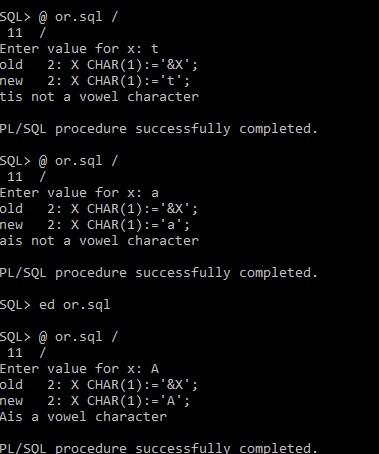 SQL> @ or.sql /
 11  /
Enter value for x: t
old   2: X CHAR(1):='&X';
new   2: X CHAR(1):='t';
tis not a vowel character
PL/SQL procedure successfully completed.
SQL> @ or.sql /
 11  /
Enter value for x: a
old   2: X CHAR(1):='&X';
new   2: X CHAR(1):='a';
ais not a vowel character
PL/SQL procedure successfully completed.
SQL> ed or.sql
SQL> @ or.sql /
 11  /
Enter value for x: A
old   2: X CHAR(1):='&X';
new   2: X CHAR(1):='A';
Ais a vowel character
PL/SQL procedure successfully completed.